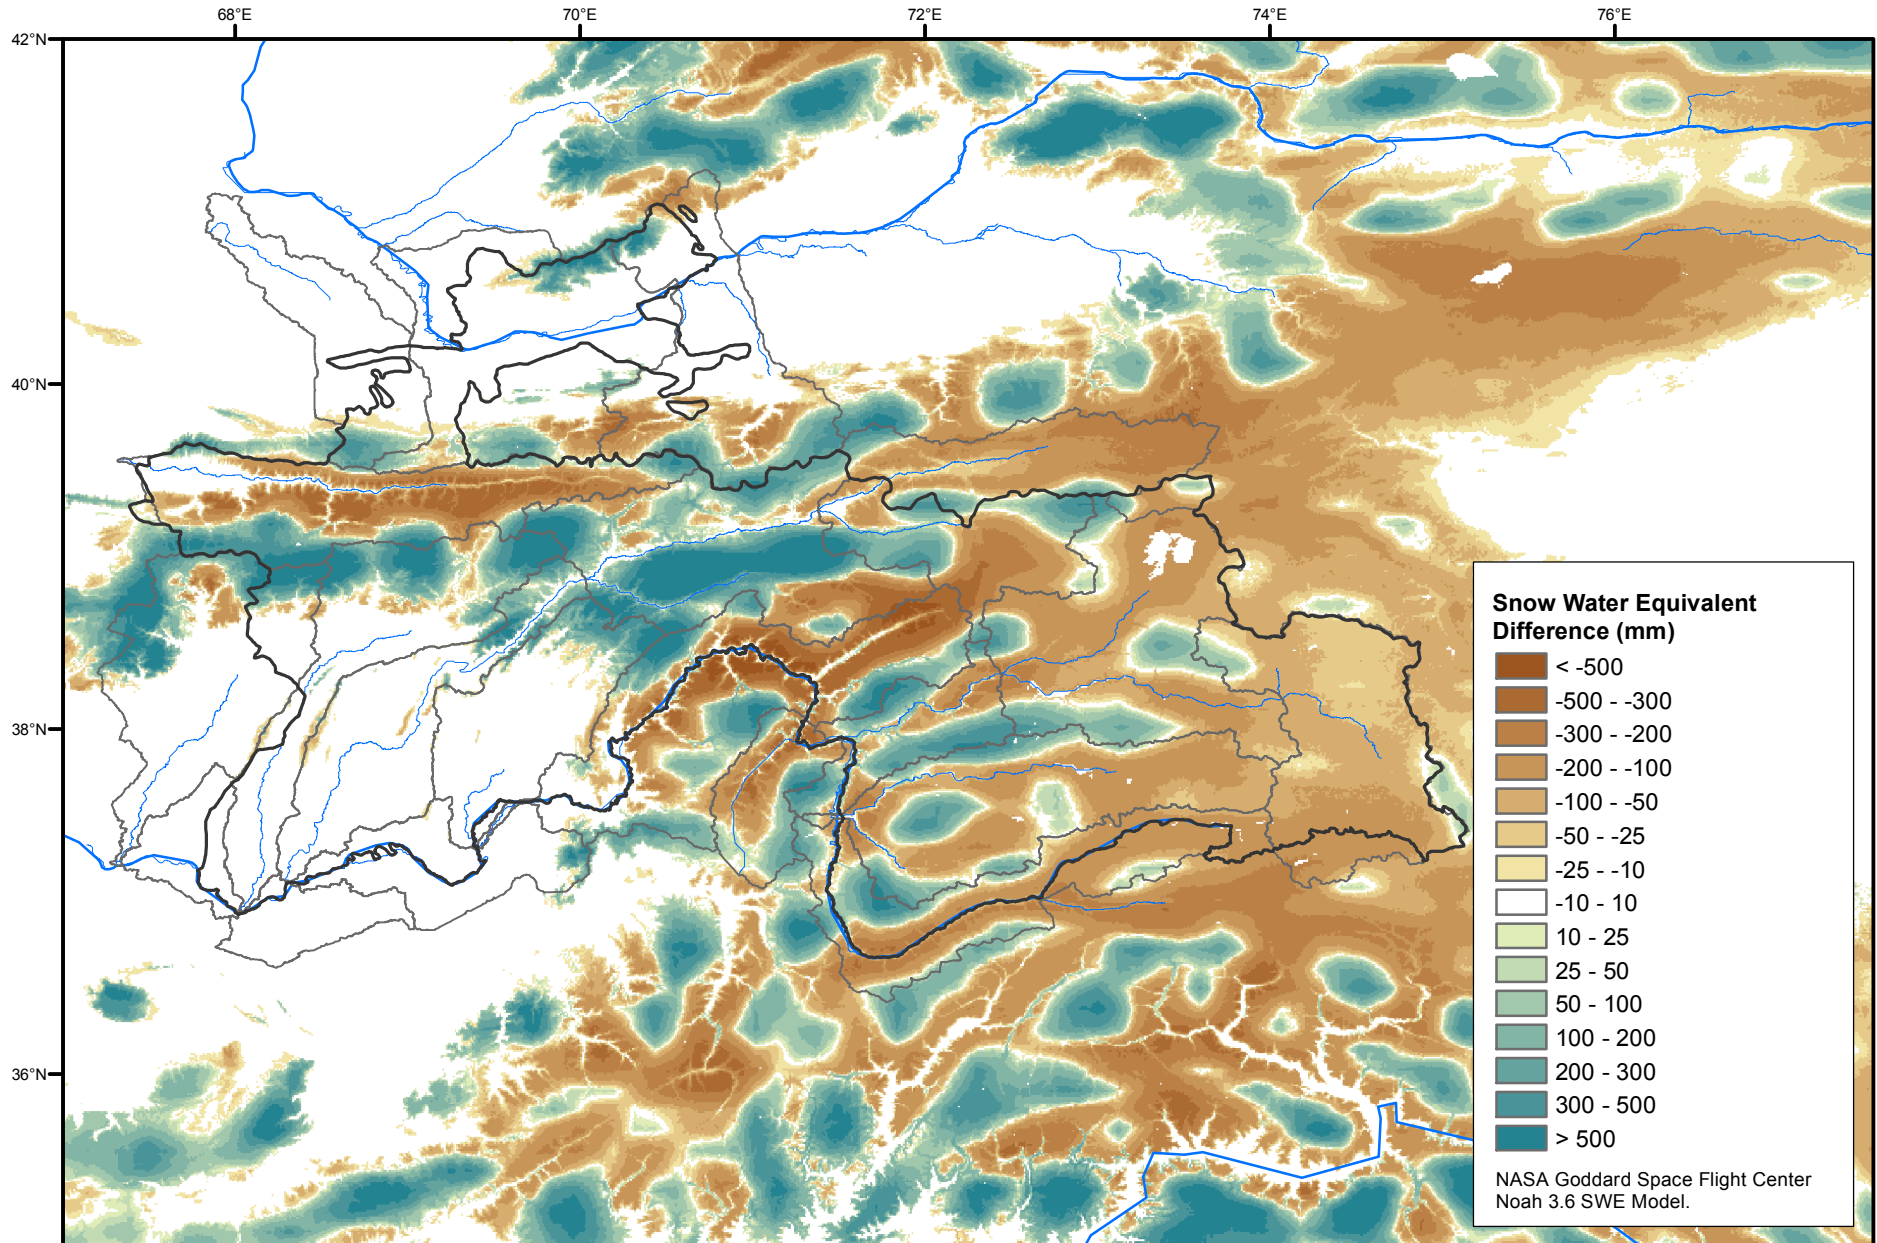 68°E
70°E
72°E
74°E
76°E
42°N
40°N
38°N
36°N
Snow Water Equivalent
Difference (mm)
< -500
-500 - -300
-300 - -200
-200 - -100
-100 - -50
-50 - -25
-25 - -10
-10 - 10
10 - 25
25 - 50
50 - 100
100 - 200
200 - 300
300 - 500
> 500
NASA Goddard Space Flight Center
Noah 3.6 SWE Model.